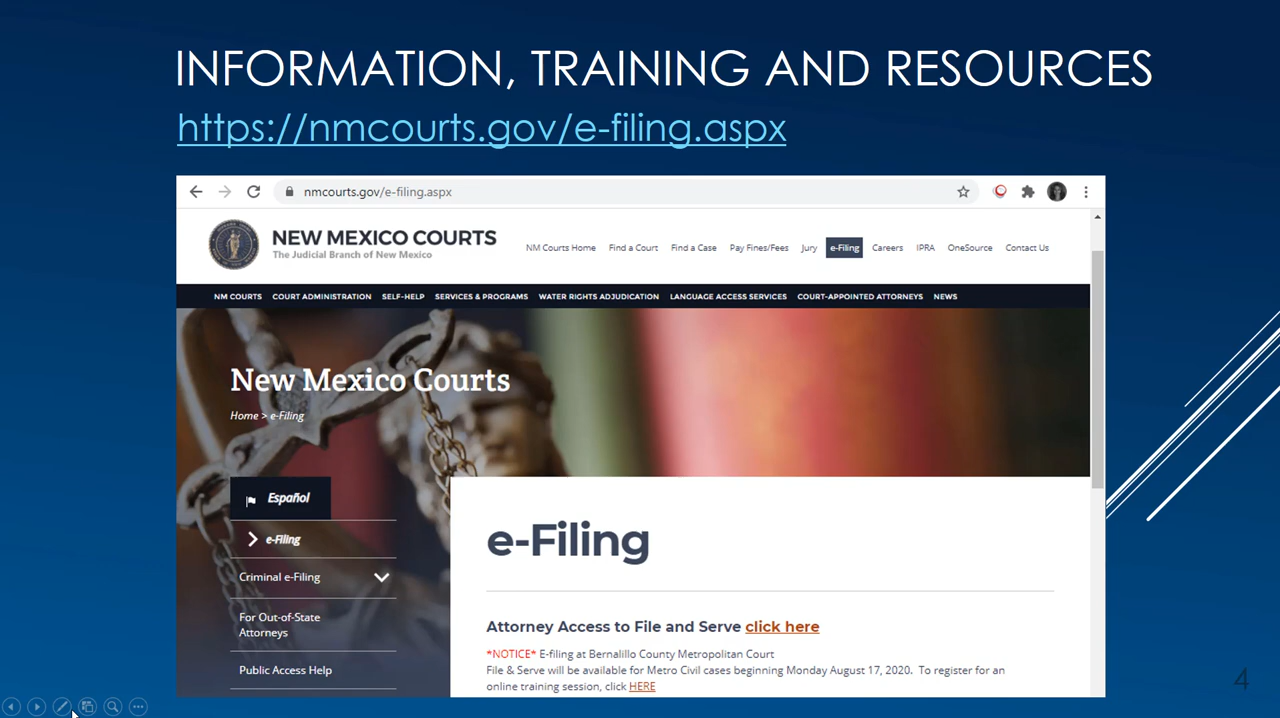 INFORMATION, TRAINING AND RESOURCES
https://nmcourts.gov/e-filing.aspx
nmcourts.gov/e-filing.aspx
NEW MEXICO COURTS
The Judicial Branch of New Mexico
NM Courts Home Find a Court Find a Case Pay Fines/Fees Jury e-Filing Careers IPRA OneSource Contact Us
NM COURTS COURT ADMINISTRATION SELF-HELP SERVICES & PROGRAMS WATER RIGHTS ADJUDICATION LANGUAGE ACCESS SERVICES COURT-APPOINTED ATTORNEYS NEWS
New Mexico Courts
Home > e-Filing
Español
e-Filing
Criminal e-Filing
For Out-of-State
Attorneys
Public Access Help
e-Filing
Attorney Access to File and Serve click here
*NOTICE* E-filing at Bernalillo County Metropolitan Court
File & Serve will be available for Metro Civil cases beginning Monday August 17, 2020. To register for an
online training session, click HERE
4